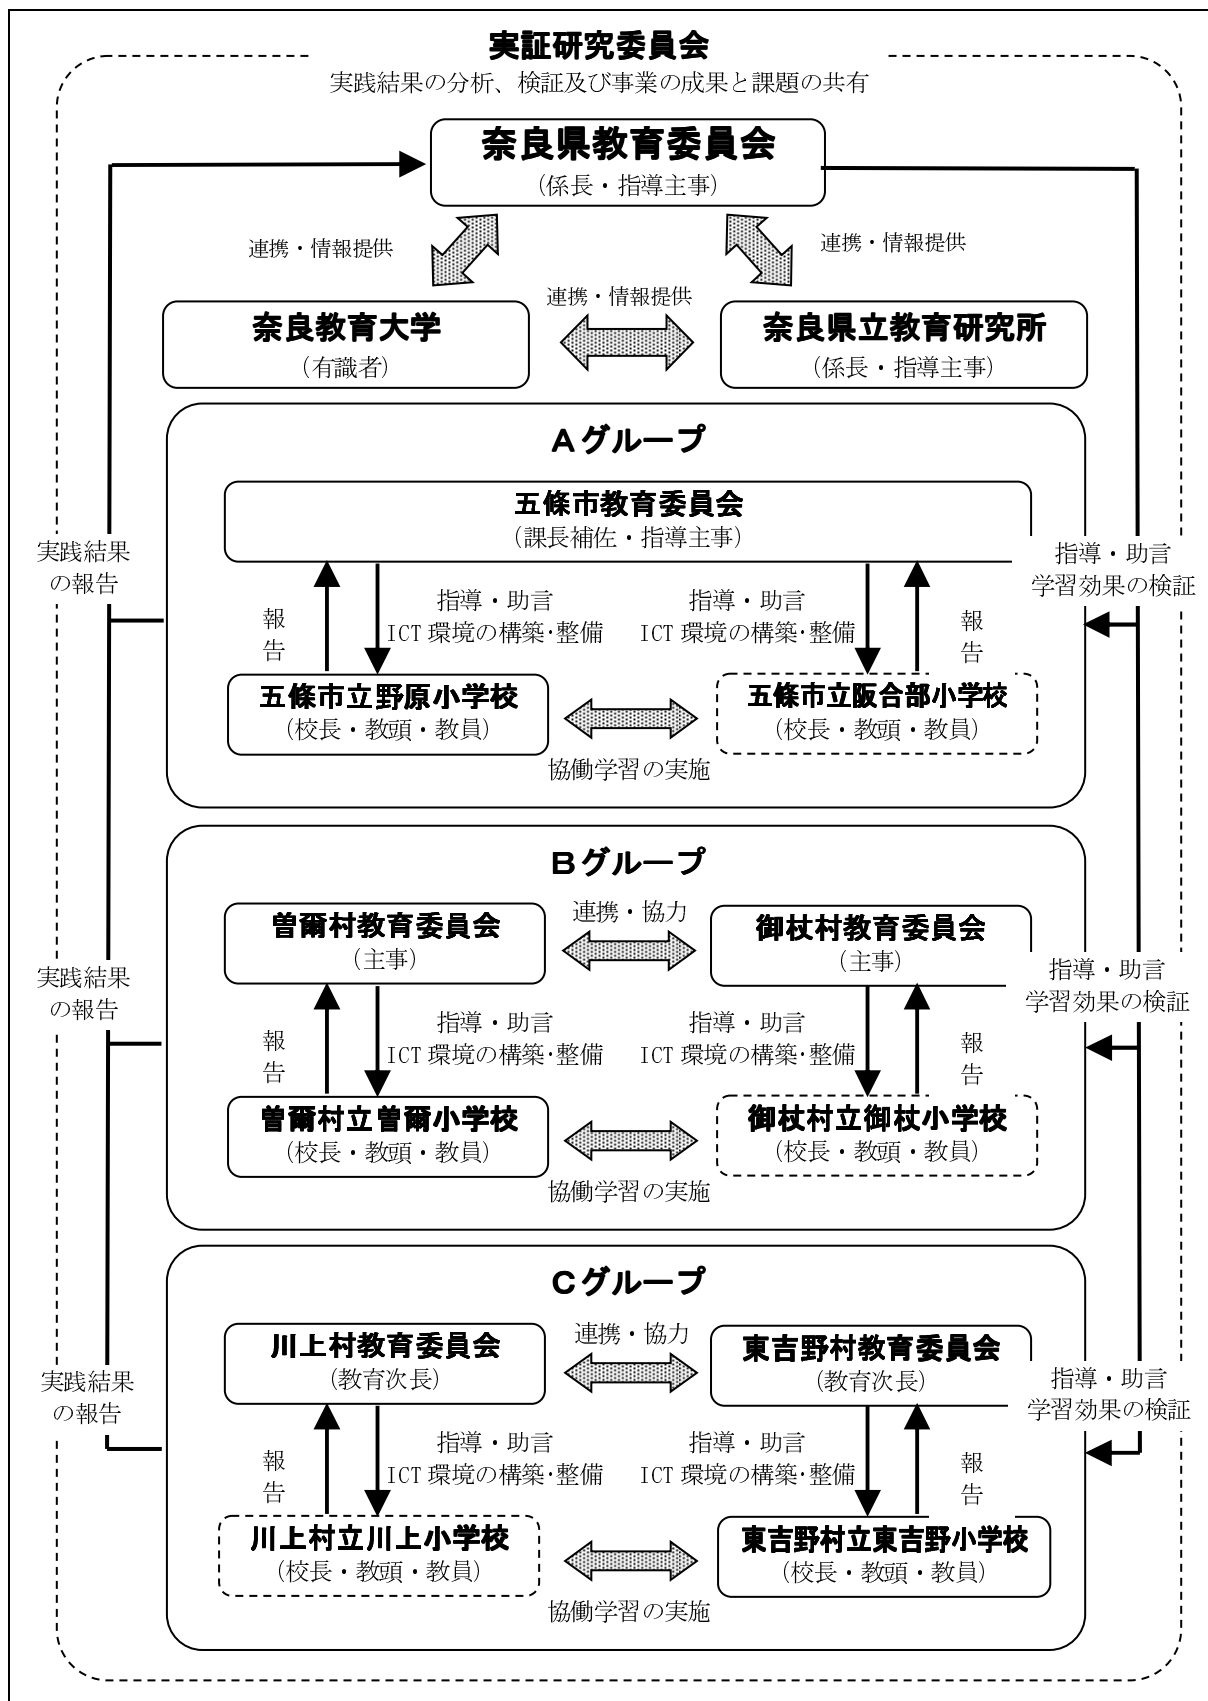 実証研究委員会
実践結果の分析、検証及び事業の成果と課題の共有
奈良県教育委員会
（係長・指導主事）
連携・情報提供
連携・情報提供
連携・情報提供
奈良教育大学
（有識者）
奈良県立教育研究所
（係長・指導主事）
Ａグループ
五條市教育委員会
（課長補佐・指導主事）
実践結果
の報告
指導・助言
学習効果の検証
報
告
指導・助言
ICT 環境の構築・整備
指導・助言
ICT 環境の構築・整備
報
告
五條市立野原小学校
（校長・教頭・教員）
五條市立阪合部小学校
（校長・教頭・教員）
協働学習の実施
Ｂグループ
曽爾村教育委員会
（主事）
連携・協力
御杖村教育委員会
（主事）
実践結果
の報告
指導・助言
学習効果の検証
報
告
指導・助言
ICT 環境の構築・整備
指導・助言
ICT 環境の構築・整備
報
告
曽爾村立曽爾小学校
（校長・教頭・教員）
御杖村立御杖小学校
（校長・教頭・教員）
協働学習の実施
Ｃグループ
川上村教育委員会
（教育次長）
連携・協力
東吉野村教育委員会
（教育次長）
実践結果
の報告
指導・助言
学習効果の検証
報
告
指導・助言
ICT 環境の構築・整備
指導・助言
ICT 環境の構築・整備
報
告
川上村立川上小学校
（校長・教頭・教員）
東吉野村立東吉野小学校
（校長・教頭・教員）
協働学習の実施